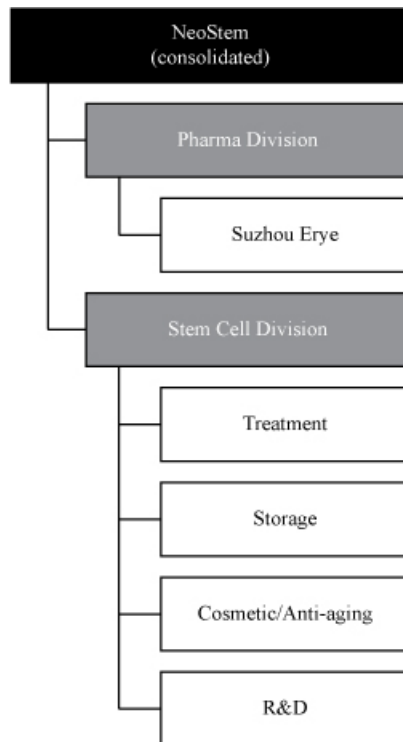 NeoStem
(consolidated)
Pharma Division
Suzhou Erye
Stem Cell Division
Treatment
Storage
Cosmetic/Anti-aging
R&D